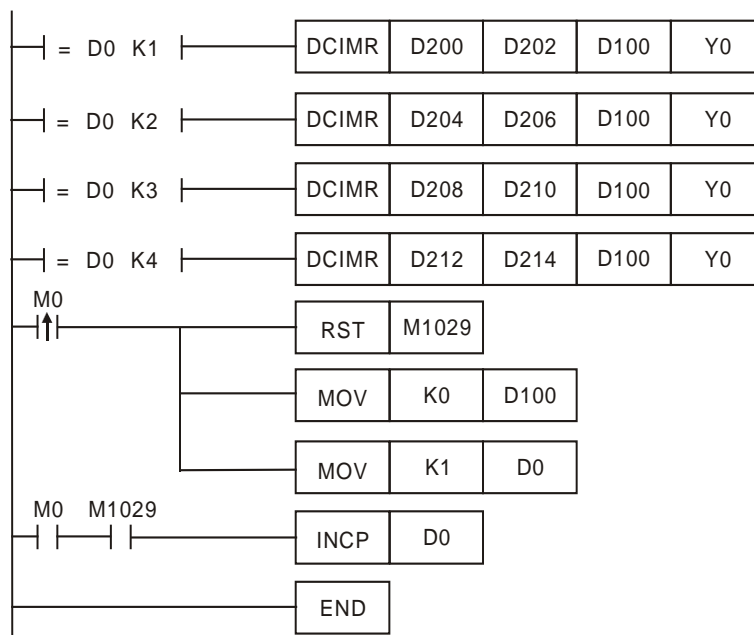 = D0 K1 DCIMR D200 D202 D100 Y0
= D0 K2 DCIMR D204 D206 D100 Y0
= D0 K3 DCIMR D208 D210 D100 Y0
= D0 K4 DCIMR D212 D214 D100 Y0
M0
RST M1029
MOV K0 D100
MOV K1 D0
M0 M1029
INCP D0
END